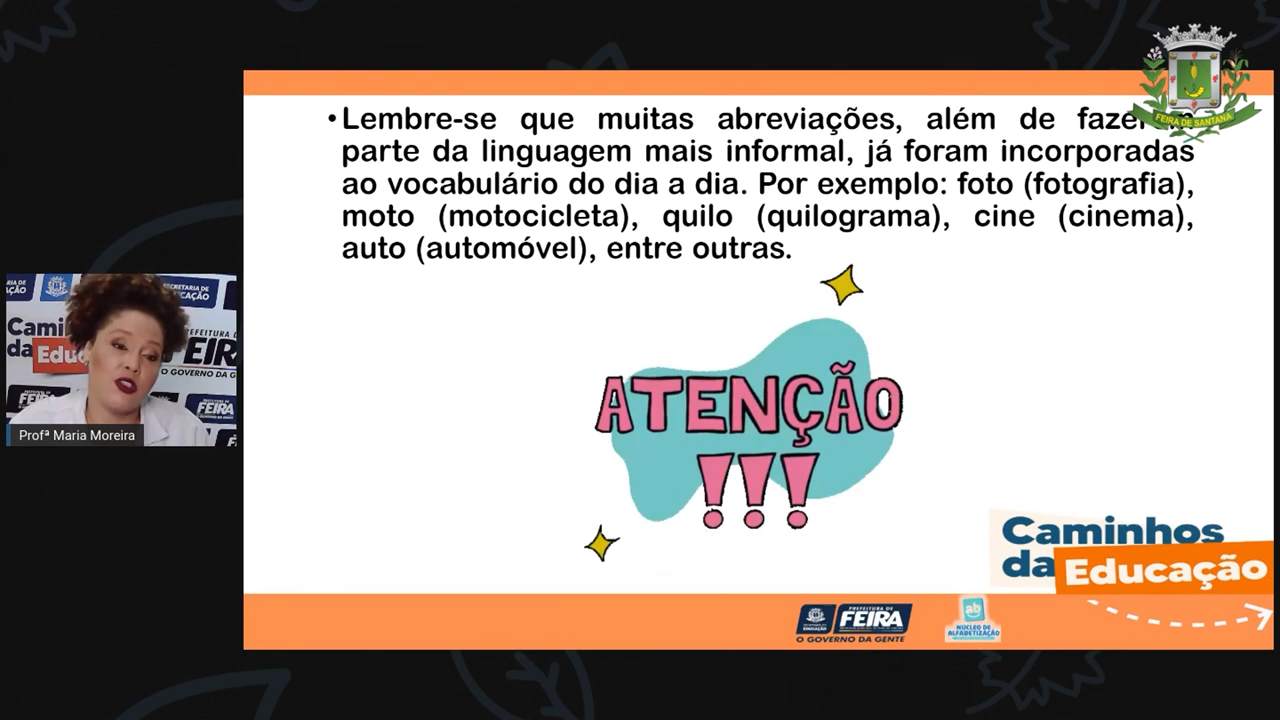 FEIRA DE SANTANA
• Lembre-se que muitas abreviações, além de
parte da linguagem mais informal, já foram incorporadas
ao vocabulário do dia a dia. Por exemplo: foto (fotografia),
moto (motocicleta), quilo (quilograma), cine (cinema),
auto (automóvel), entre outras.
ATENÇÃO
!!!
Profª Maria Moreira
Caminhos
da Educação
PREFEITURA DE
FEIRA
EDUCAÇÃO
O GOVERNO DA GENTE
ab
NÚCLEO DE
ALFABETIZAÇÃO